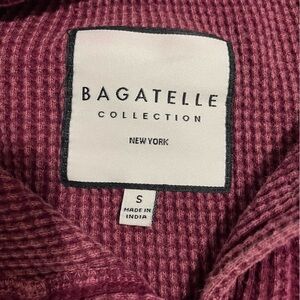 BAGATELLE
COLLECTION
NEW YORK
S
MADE IN
INDIA